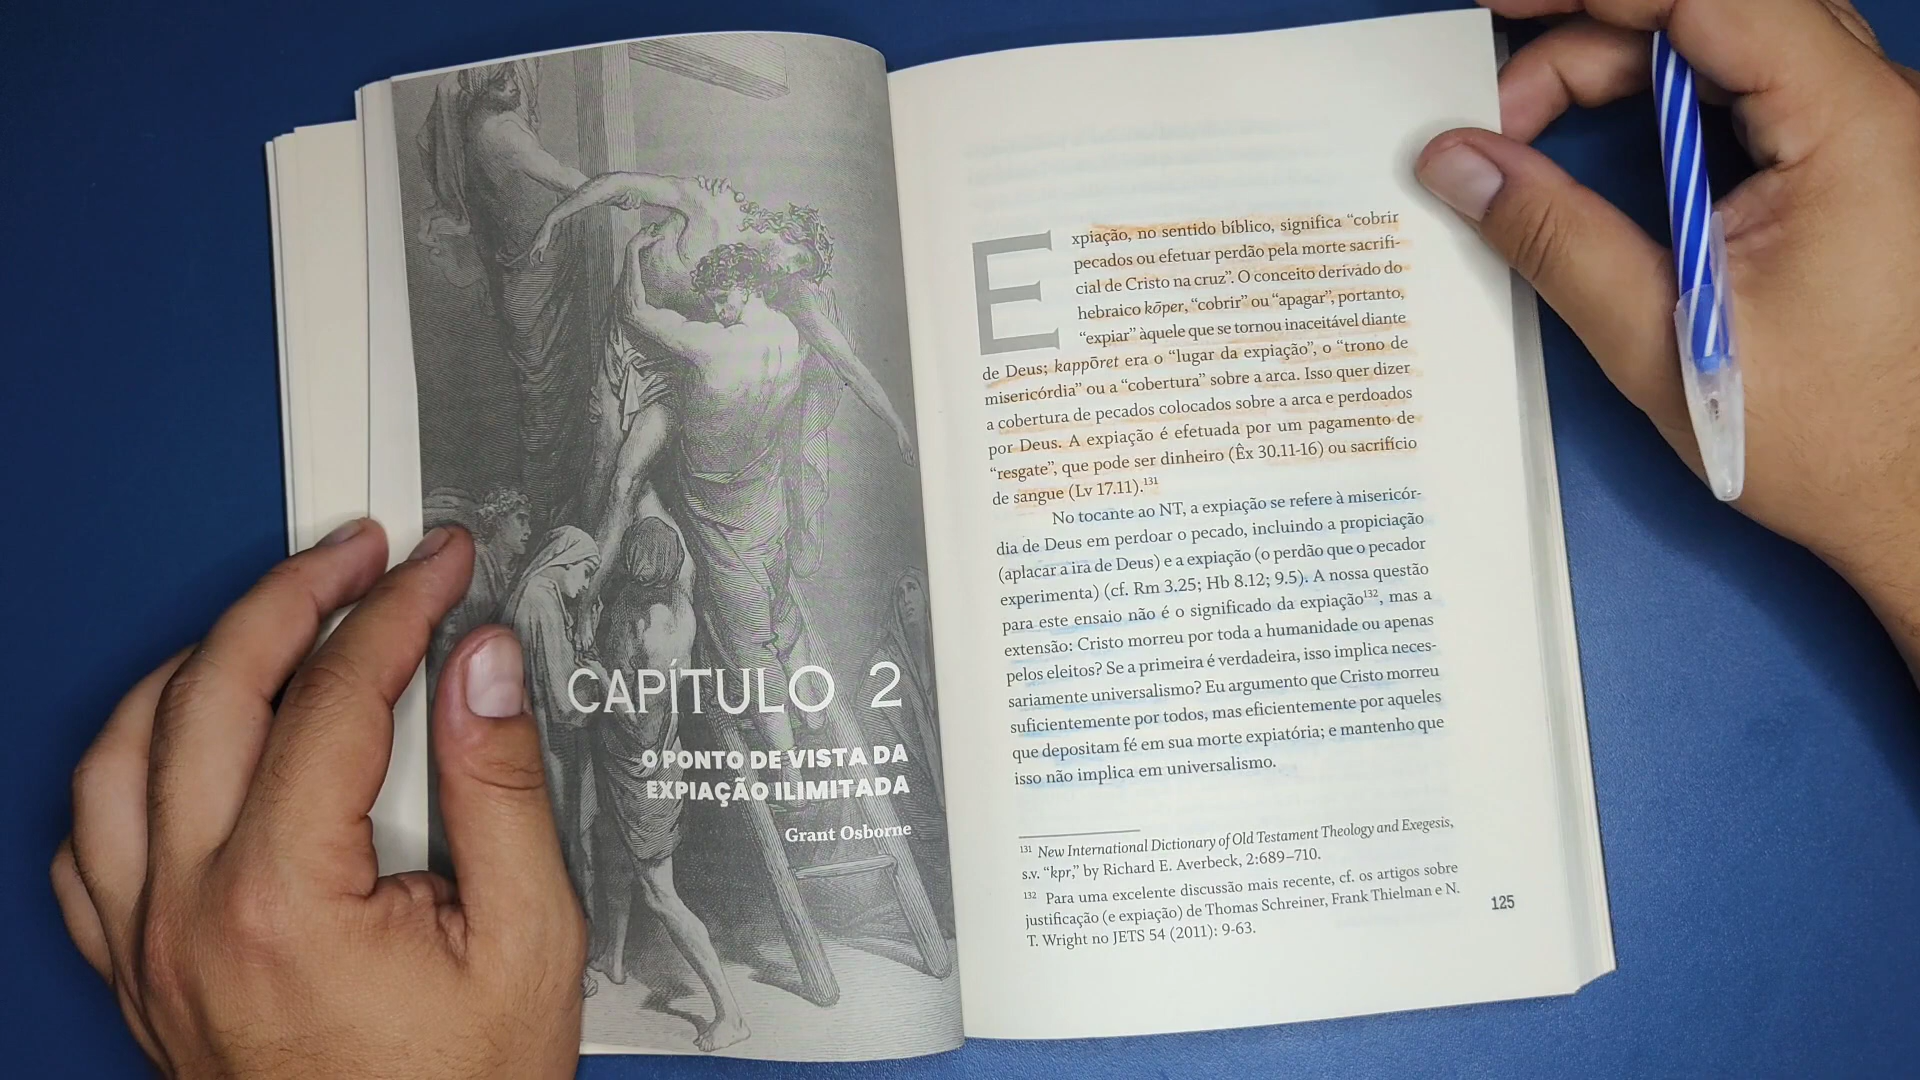 CAPÍTULO 2
O PONTO DE VISTA DA
EXPIAÇÃO ILIMITADA
Grant Osborne
Expiação, no sentido bíblico, significa “cobrir
pecados ou efetuar perdão pela morte sacrifi-
cial de Cristo na cruz”. O conceito derivado do
hebraico kōper, “cobrir” ou “apagar”, portanto,
“expiar” àquele que se tornou inaceitável diante
de Deus; kappōret era o “lugar da expiação”, o “trono de
misericórdia” ou a “cobertura” sobre a arca. Isso quer dizer
a cobertura de pecados colocados sobre a arca e perdoados
por Deus. A expiação é efetuada por um pagamento de
“resgate”, que pode ser dinheiro (Êx 30.11-16) ou sacrifício
de sangue (Lv 17.11).131
No tocante ao NT, a expiação se refere à misericór-
dia de Deus em perdoar o pecado, incluindo a propiciação
(aplacar a ira de Deus) e a expiação (o perdão que o pecador
experimenta) (cf. Rm 3.25; Hb 8.12; 9.5). A nossa questão
para este ensaio não é o significado da expiação132, mas a
extensão: Cristo morreu por toda a humanidade ou apenas
pelos eleitos? Se a primeira é verdadeira, isso implica neces-
sariamente universalismo? Eu argumento que Cristo morreu
suficientemente por todos, mas eficientemente por aqueles
que depositam fé em sua morte expiatória; e mantenho que
isso não implica em universalismo.
131 New International Dictionary of Old Testament Theology and Exegesis,
s.v. “kpr,” by Richard E. Averbeck, 2:689–710.
132 Para uma excelente discussão mais recente, cf. os artigos sobre
justificação (e expiação) de Thomas Schreiner, Frank Thielman e N.
T. Wright no JETS 54 (2011): 9-63.
125